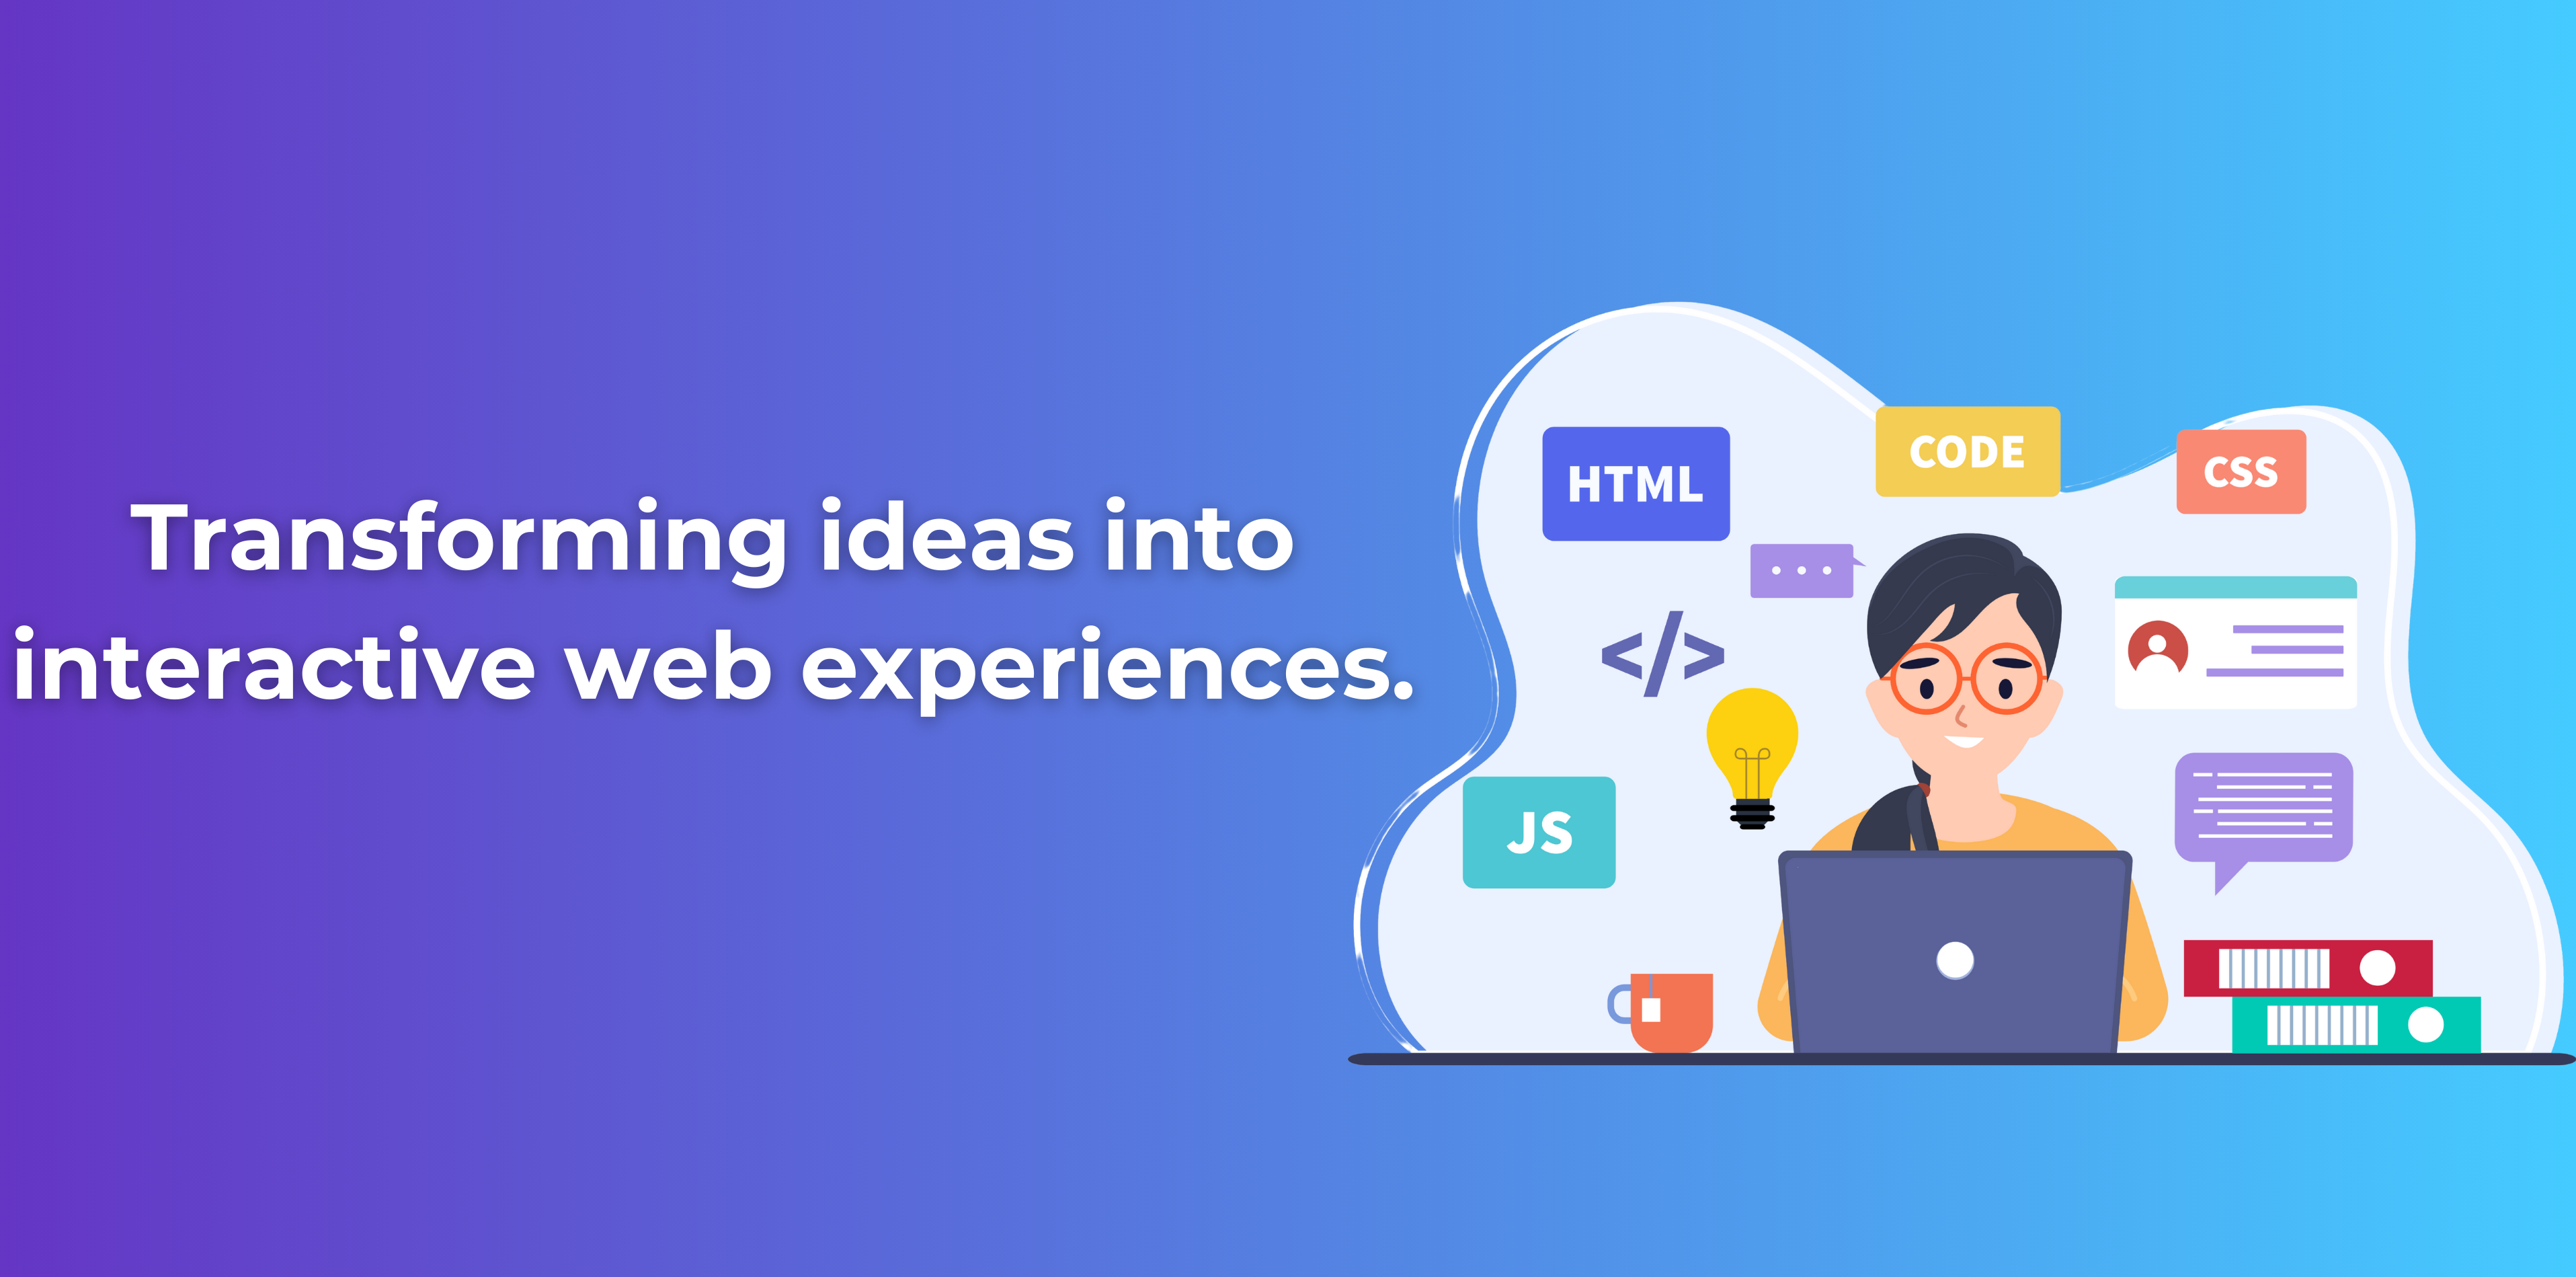 Transforming ideas into
interactive web experiences.
HTML
CODE
CSS
</>
JS